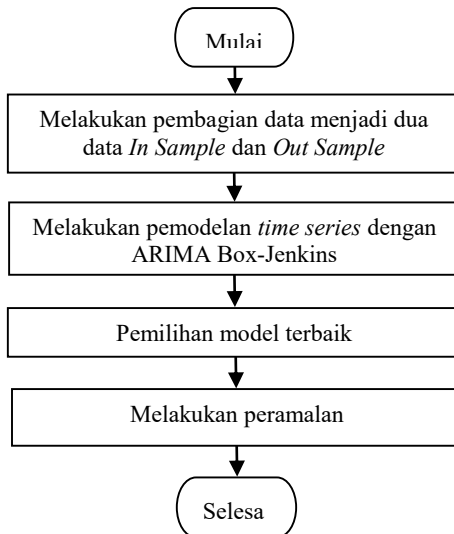 Mulai
Melakukan pembagian data menjadi dua
data In Sample dan Out Sample
Melakukan pemodelan time series dengan
ARIMA Box-Jenkins
Pemilihan model terbaik
Melakukan peramalan
Selesa